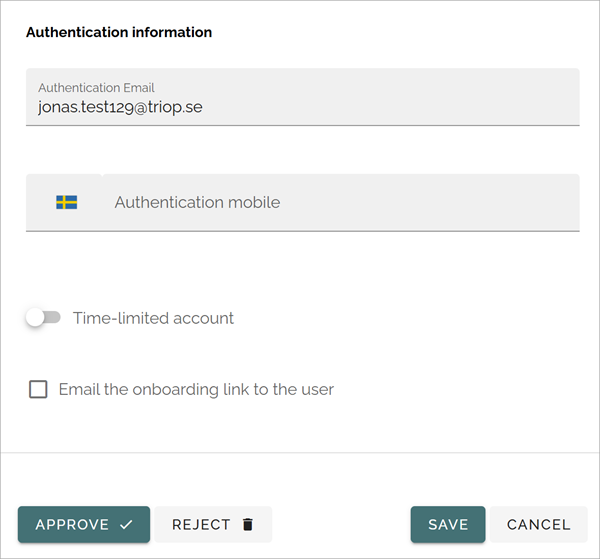 Authentication information
Authentication Email
jonas.test129@triop.se
Authentication mobile
Time-limited account
Email the onboarding link to the user
APPROVE REJECT SAVE CANCEL